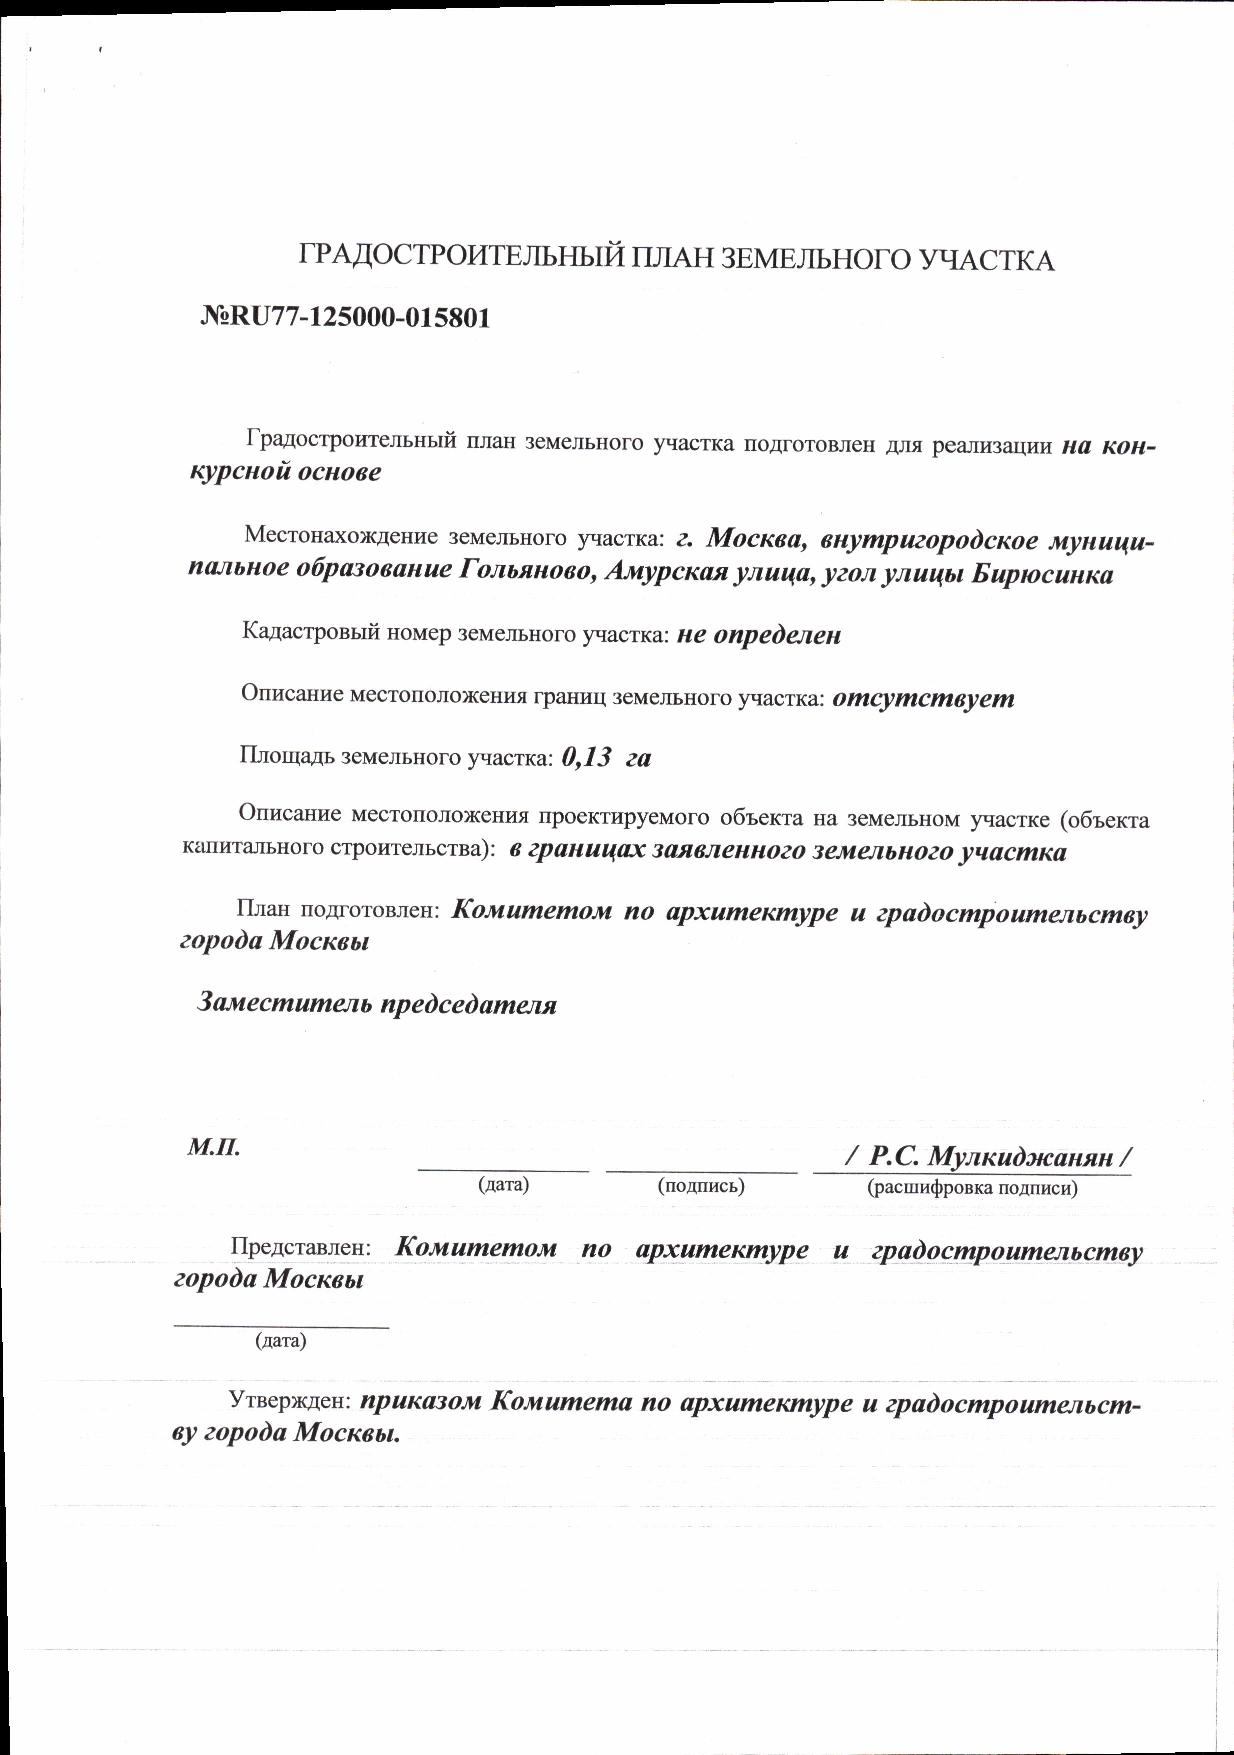 ГРАДОСТРОИТЕЛЬНЫЙ ПЛАН ЗЕМЕЛЬНОГО УЧАСТКА
№RU77-125000-015801
Градостроительный план земельного участка подготовлен для реализации на кон-
курсной основе
Местонахождение земельного участка: г. Москва, внутригородское муници-
пальное образование Гольяново, Амурская улица, угол улицы Бирюсинка
Кадастровый номер земельного участка: не определен
Описание местоположения границ земельного участка: отсутствует
Площадь земельного участка: 0,13 га
Описание местоположения проектируемого объекта на земельном участке (объекта
капитального строительства): в границах заявленного земельного участка
План подготовлен: Комитетом по архитектуре и градостроительству
города Москвы
Заместитель председателя
М.П.
/ Р.С. Мулкиджанян /
(дата) (подпись) (расшифровка подписи)
Представлен: Комитетом по архитектуре и градостроительству
города Москвы
(дата)
Утвержден: приказом Комитета по архитектуре и градостроительст-
ву города Москвы.